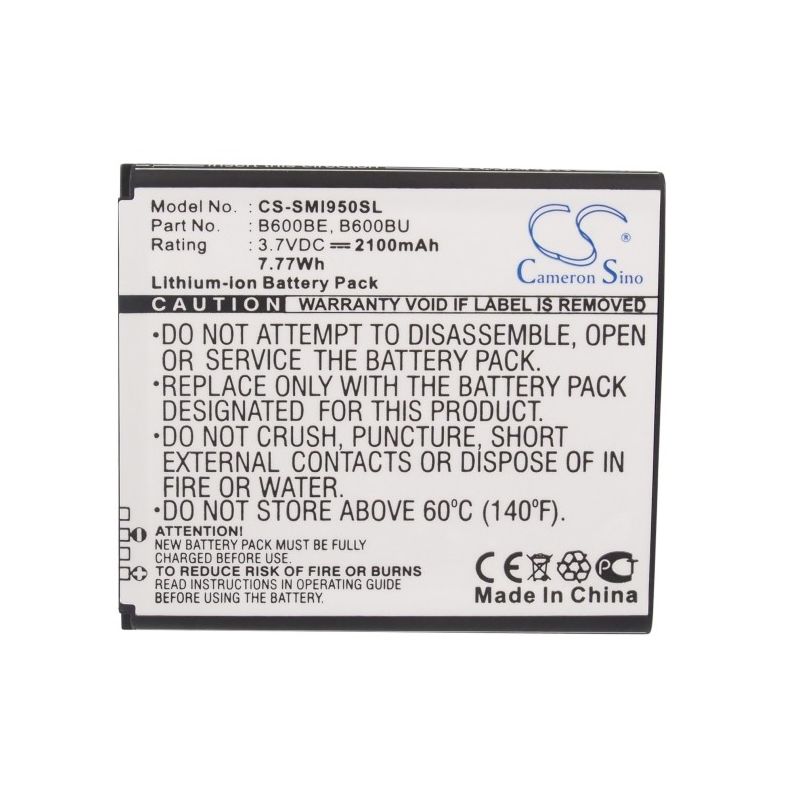 Model No. : CS-SMI950SL
Part No. : B600BE, B600BU
Rating : 3.7VDC 2100mAh
7.77Wh
Lithium-ion Battery Pack
CS ®
Cameron Sino
CAUTION WARRANTY VOID IF LABEL IS REMOVED
•DO NOT ATTEMPT TO DISASSEMBLE, OPEN
OR SERVICE THE BATTERY PACK.
•REPLACE ONLY WITH THE BATTERY PACK
DESIGNATED FOR THIS PRODUCT.
•DO NOT CRUSH, PUNCTURE, SHORT
EXTERNAL CONTACTS OR DISPOSE OF IN
FIRE OR WATER.
•DO NOT STORE ABOVE 60°C (140°F).
ATTENTION!
NEW BATTERY PACK MUST BE FULLY
CHARGED BEFORE USE.
TO REDUCE RISK OF FIRE OR BURNS
READ INSTRUCTIONS IN OPERATING GUIDE
BEFORE USING THE BATTERY.
CE
Made In China